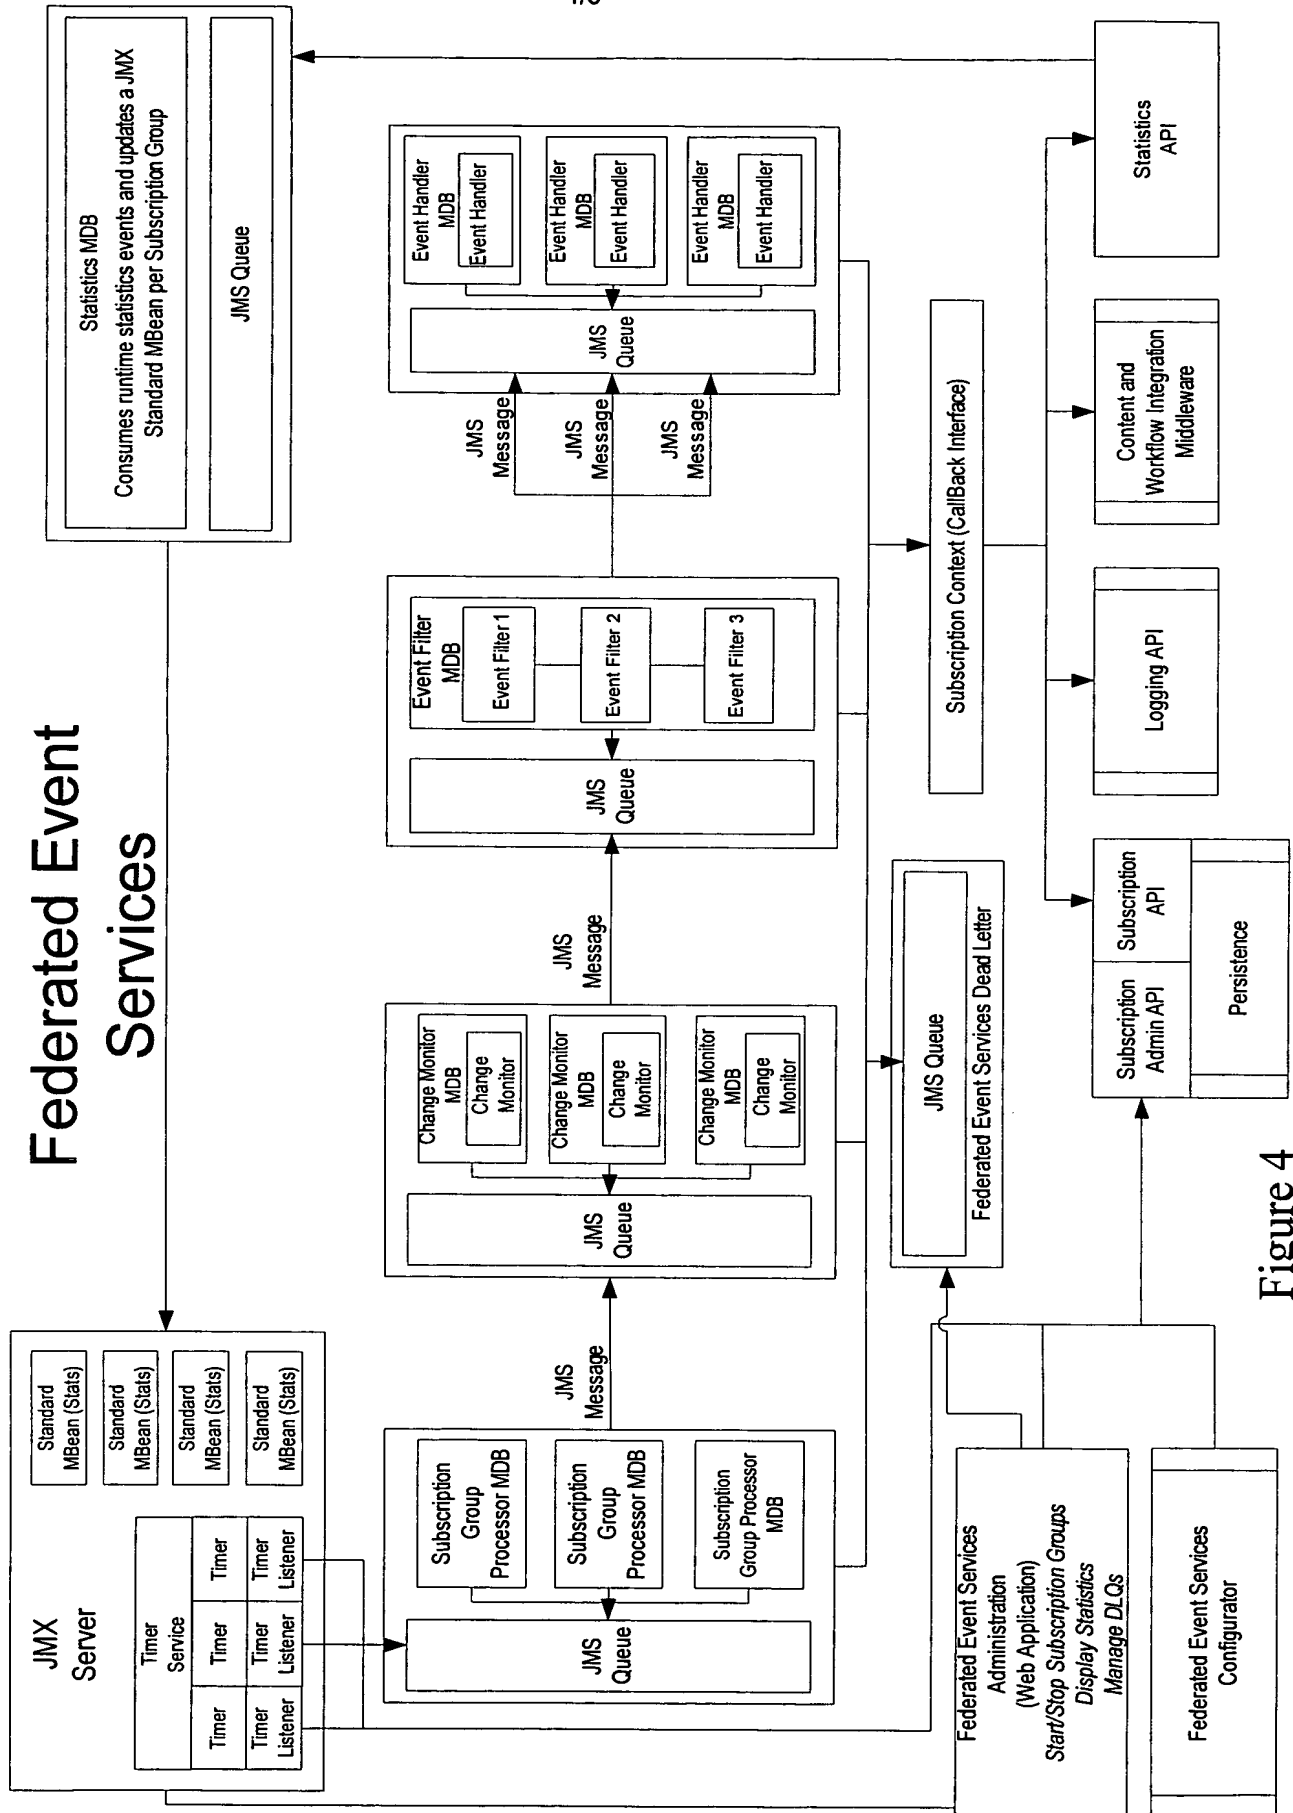 Federated Event
Services
JMX
Server
Timer
Service
Timer
Timer
Listener
Timer
Timer
Listener
Timer
Timer
Listener
Standard
MBean (Stats)
Standard
MBean (Stats)
Standard
MBean (Stats)
Standard
MBean (Stats)
Statistics MDB
Consumes runtime statistics events and updates a JMX
Standard MBean per Subscription Group
JMS Queue
JMS
Queue
Subscription
Group
Processor MDB
Subscription
Group
Processor MDB
Subscription
Group Processor
MDB
JMS
Message
JMS
Queue
Change Monitor
MDB
Change
Monitor
Change Monitor
MDB
Change
Monitor
Change Monitor
MDB
Change
Monitor
JMS
Message
JMS
Queue
Event Filter
MDB
Event Filter 1
Event Filter 2
Event Filter 3
JMS
Message
JMS
Message
JMS
Message
JMS
Queue
Event Handler
MDB
Event Handler
Event Handler
MDB
Event Handler
Event Handler
MDB
Event Handler
JMS Queue
Federated Event Services Dead Letter
Subscription Context (CallBack Interface)
Federated Event Services
Administration
(Web Application)
Start/Stop Subscription Groups
Display Statistics
Manage DLQs
Federated Event Services
Configurator
Subscription
Admin API
Subscription
API
Persistence
Logging API
Content and
Workflow Integration
Middleware
Statistics
API
Figure 4